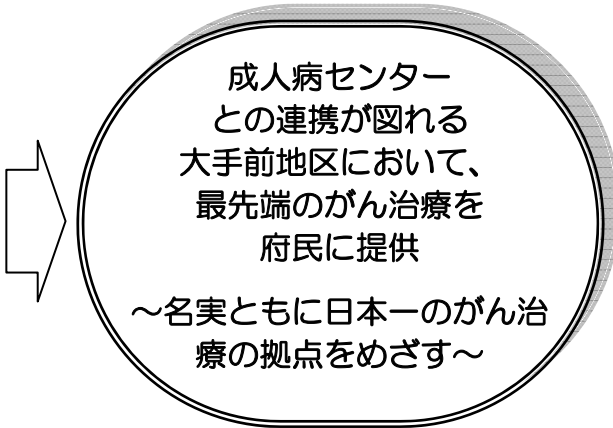 成人病センター
との連携が図れる
大手前地区において、
最先端のがん治療を
府民に提供
～名実ともに日本一のがん治
療の拠点をめざす～